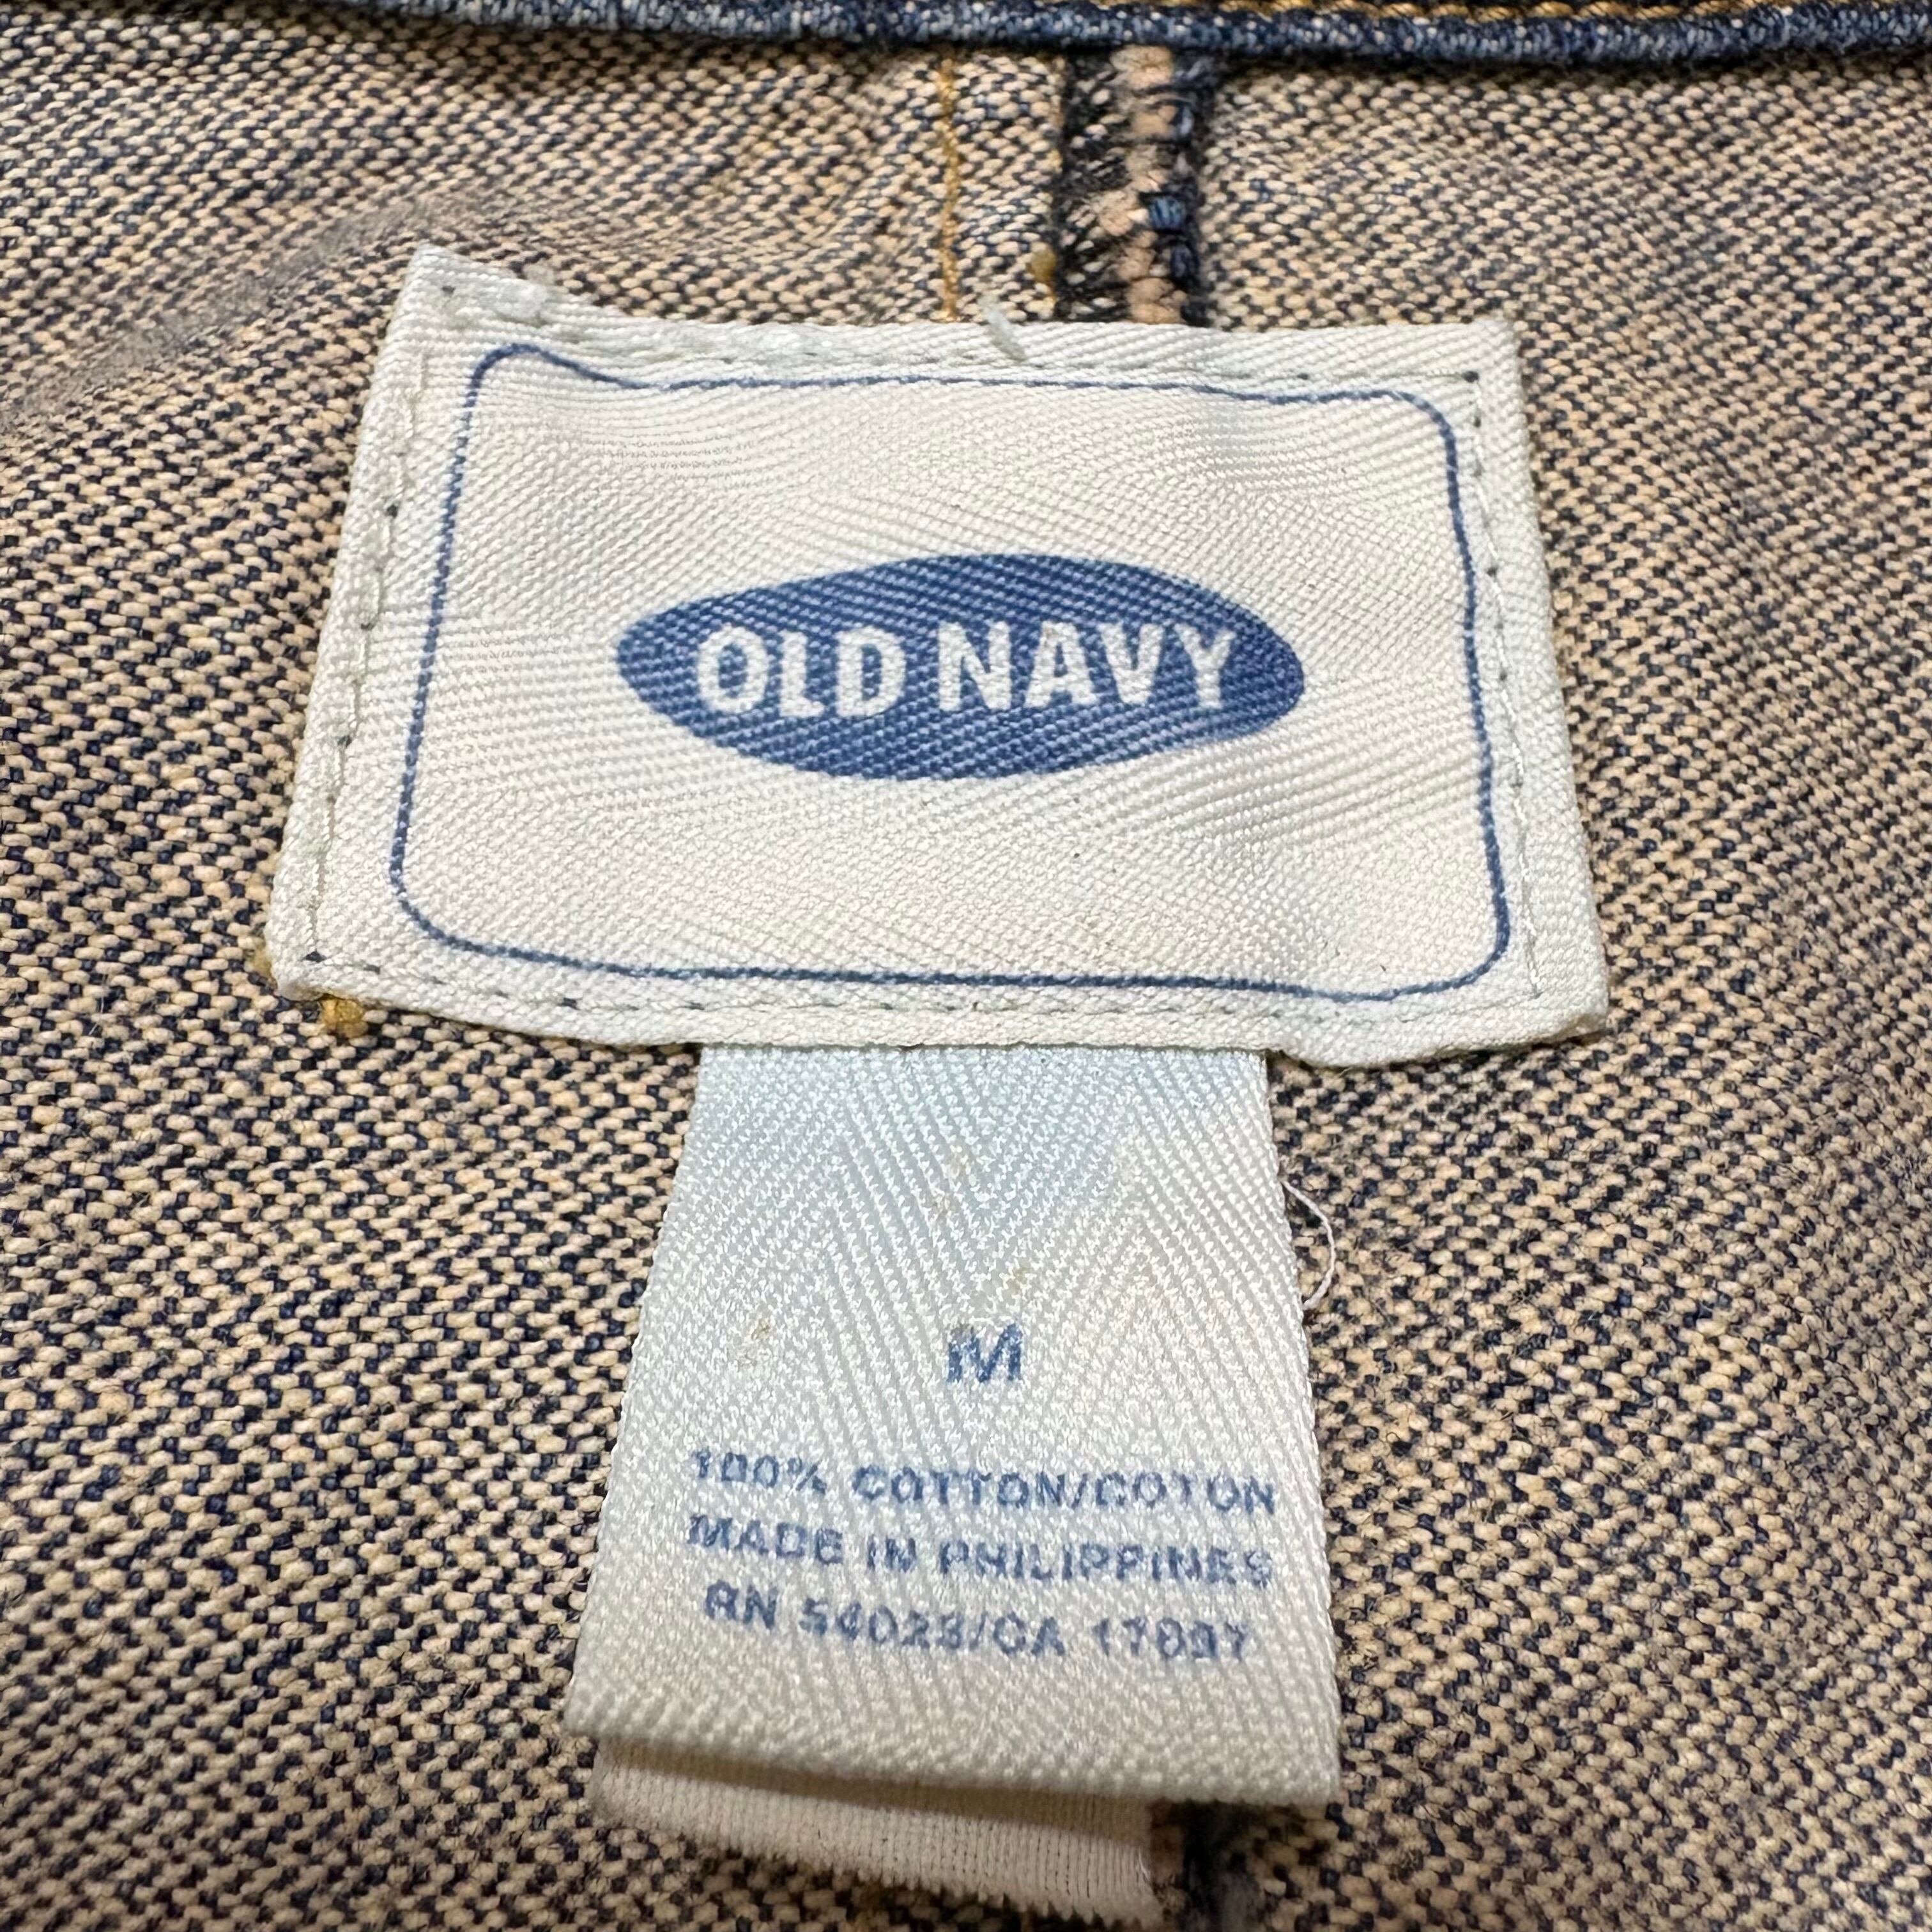 OLD NAVY
M
100% COTTON/COTON
MADE IN PHILIPPINES
RN 54023/CA 17897